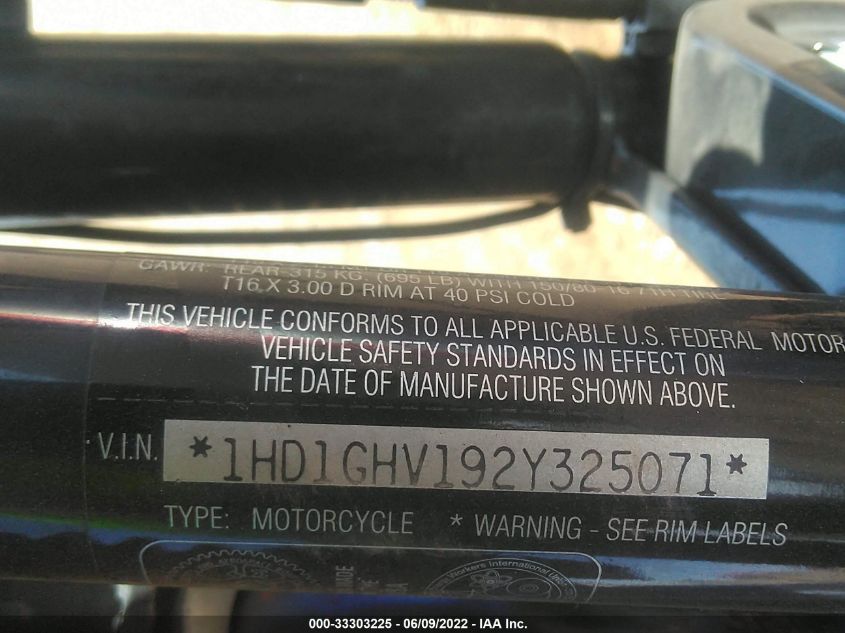 GAWR- REAR-315 KG. (695 LB) WITH 150/80-16 71H TIRE
T16 X 3.00 D RIM AT 40 PSI COLD
THIS VEHICLE CONFORMS TO ALL APPLICABLE U.S. FEDERAL MOTOR
VEHICLE SAFETY STANDARDS IN EFFECT ON
THE DATE OF MANUFACTURE SHOWN ABOVE.
V.I.N. *1HD1GHV192Y325071*
TYPE: MOTORCYCLE * WARNING - SEE RIM LABELS
Workers International
000-33303225 - 06/09/2022 - IAA Inc.